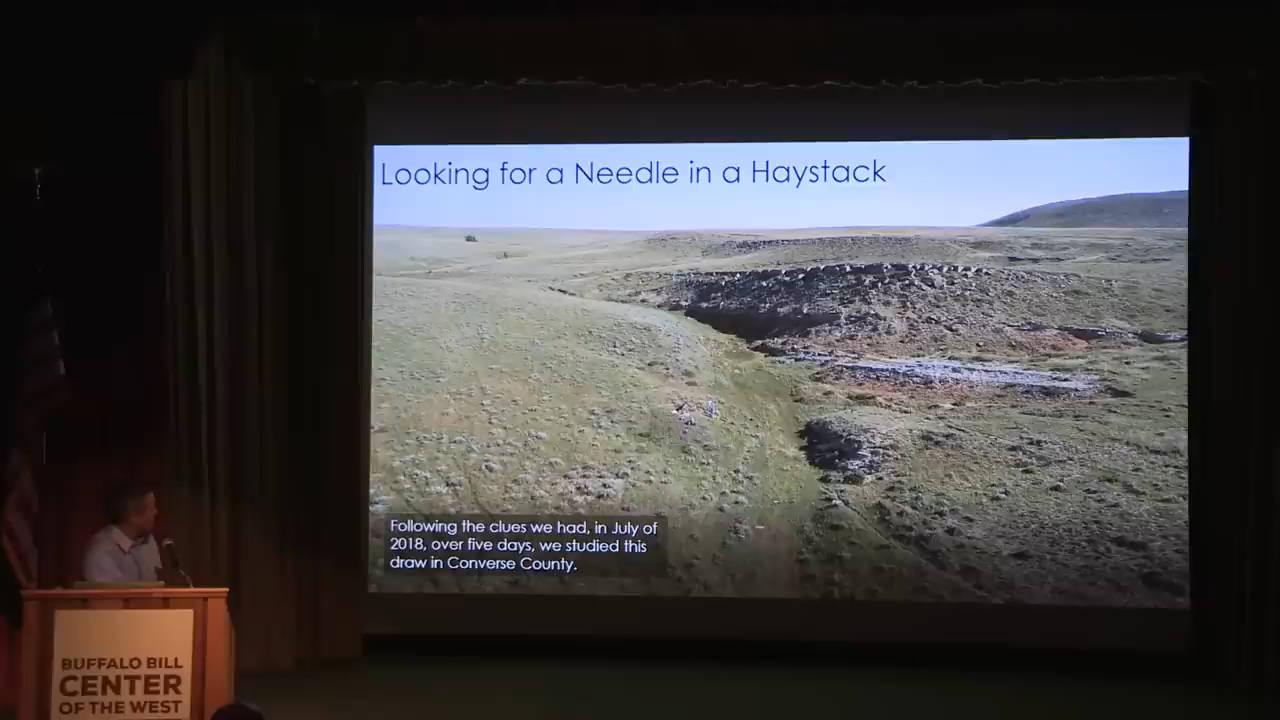 Looking for a Needle in a Haystack
Following the clues we had, in July of
2018, over five days, we studied this
draw in Converse County.
BUFFALO BILL
CENTER
OF THE WEST